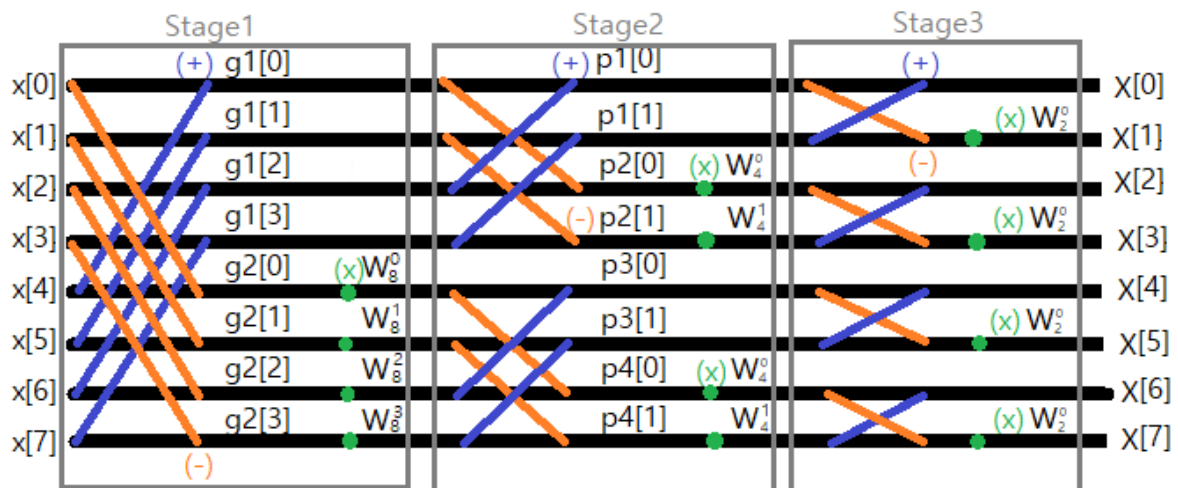 Stage1 Stage2 Stage3
(+) g1[0] (+) p1[0] (+)
x[0] X[0]
g1[1] p1[1] (x) W₂⁰
x[1] X[1]
g1[2] p2[0] (x) W₄⁰ (-)
x[2] X[2]
g1[3] (-) p2[1] W₄¹ (x) W₂⁰
x[3] X[3]
g2[0] (x) W₈⁰ p3[0]
x[4] X[4]
g2[1] W₈¹ p3[1] (x) W₂⁰
x[5] X[5]
g2[2] W₈² p4[0] (x) W₄⁰
x[6] X[6]
g2[3] W₈³ p4[1] W₄¹ (x) W₂⁰
x[7] X[7]
(-)